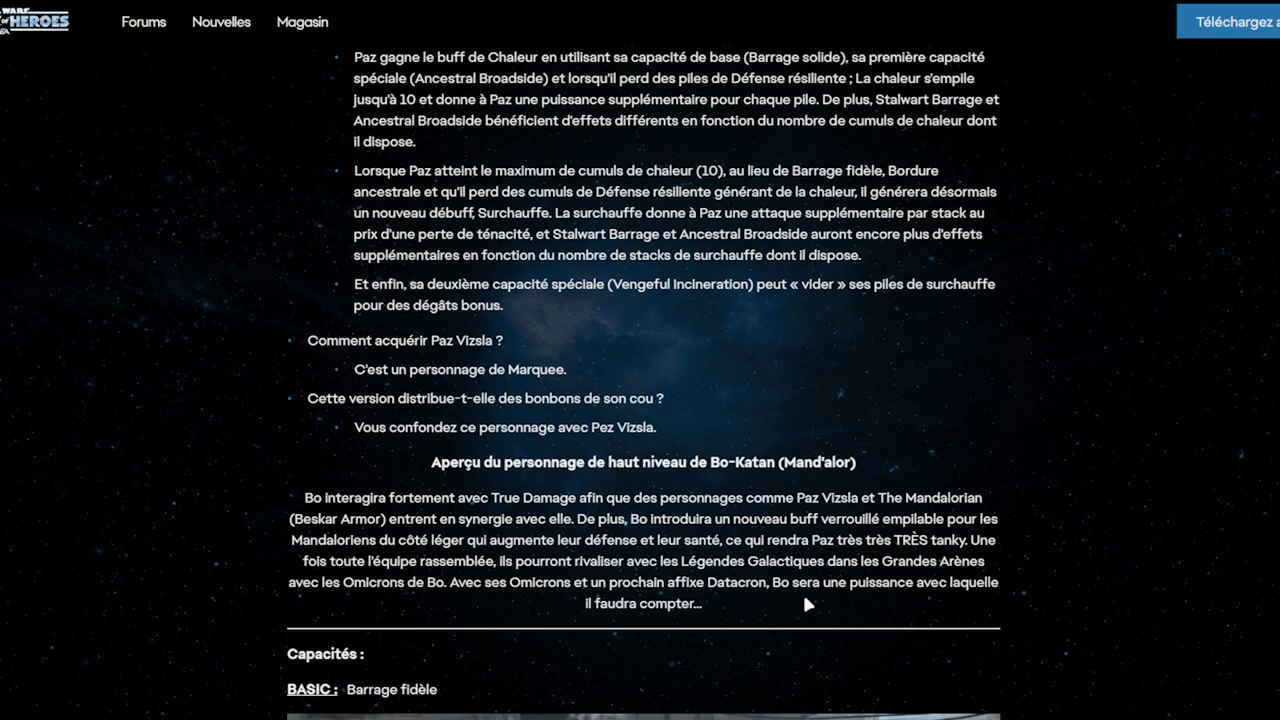 WARS
OF HEROES
EA
Forums Nouvelles Magasin
Téléchargez a
Paz gagne le buff de Chaleur en utilisant sa capacité de base (Barrage solide), sa première capacité
spéciale (Ancestral Broadside) et lorsqu'il perd des piles de Défense résiliente ; La chaleur s'empile
jusqu'à 10 et donne à Paz une puissance supplémentaire pour chaque pile. De plus, Stalwart Barrage et
Ancestral Broadside bénéficient d'effets différents en fonction du nombre de cumuls de chaleur dont
il dispose.
Lorsque Paz atteint le maximum de cumuls de chaleur (10), au lieu de Barrage fidèle, Bordure
ancestrale et qu'il perd des cumuls de Défense résiliente générant de la chaleur, il générera désormais
un nouveau débuff, Surchauffe. La surchauffe donne à Paz une attaque supplémentaire par stack au
prix d'une perte de ténacité, et Stalwart Barrage et Ancestral Broadside auront encore plus d'effets
supplémentaires en fonction du nombre de stacks de surchauffe dont il dispose.
Et enfin, sa deuxième capacité spéciale (Vengeful Incineration) peut « vider » ses piles de surchauffe
pour des dégâts bonus.
Comment acquérir Paz Vizsla ?
C'est un personnage de Marquee.
Cette version distribue-t-elle des bonbons de son cou ?
Vous confondez ce personnage avec Pez Vizsla.
Aperçu du personnage de haut niveau de Bo-Katan (Mand'alor)
Bo interagira fortement avec True Damage afin que des personnages comme Paz Vizsla et The Mandalorian
(Beskar Armor) entrent en synergie avec elle. De plus, Bo introduira un nouveau buff verrouillé empilable pour les
Mandaloriens du côté léger qui augmente leur défense et leur santé, ce qui rendra Paz très très TRÈS tanky. Une
fois toute l'équipe rassemblée, ils pourront rivaliser avec les Légendes Galactiques dans les Grandes Arènes
avec les Omicrons de Bo. Avec ses Omicrons et un prochain affixe Datacron, Bo sera une puissance avec laquelle
il faudra compter...
Capacités :
BASIC : Barrage fidèle